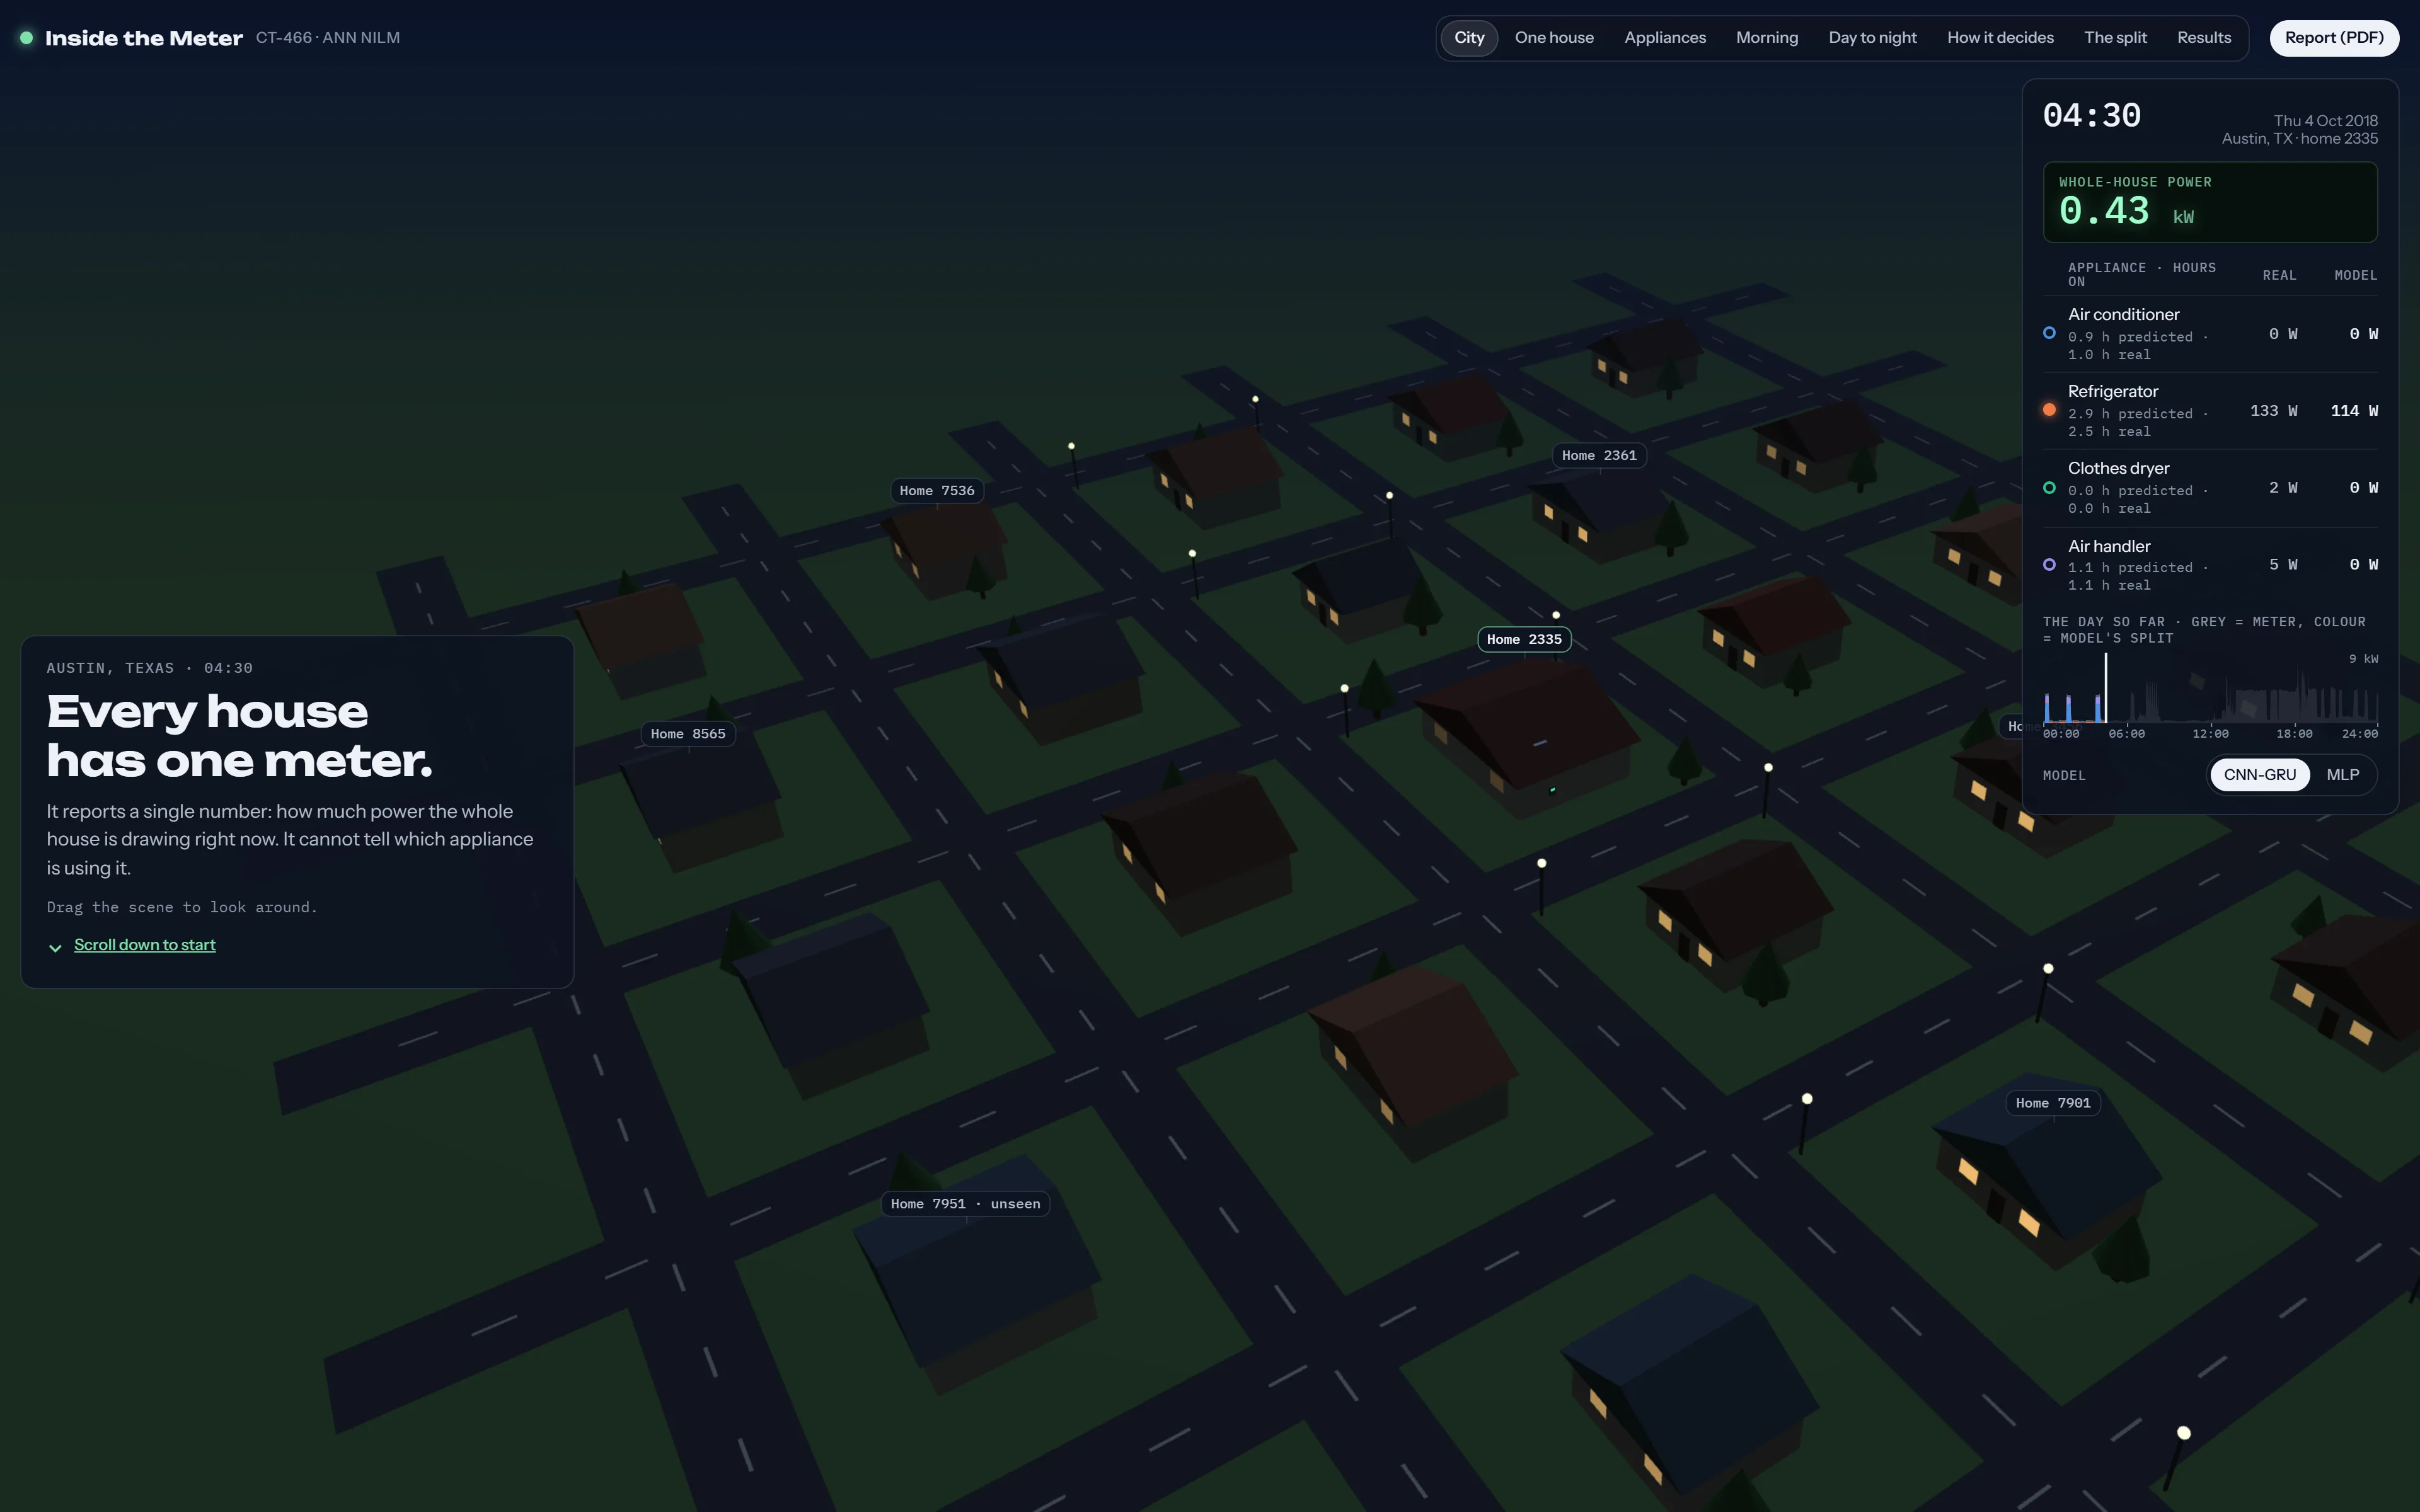 Inside the Meter CT-466 · ANN NILM
City One house Appliances Morning Day to night How it decides The split Results Report (PDF)
04:30
Thu 4 Oct 2018
Austin, TX · home 2335
WHOLE-HOUSE POWER
0.43 kW
APPLIANCE · HOURS ON REAL MODEL
Air conditioner
0.9 h predicted ·
1.0 h real
0 W 0 W
Refrigerator
2.9 h predicted ·
2.5 h real
133 W 114 W
Clothes dryer
0.0 h predicted ·
0.0 h real
2 W 0 W
Air handler
1.1 h predicted ·
1.1 h real
5 W 0 W
THE DAY SO FAR · GREY = METER, COLOUR
= MODEL'S SPLIT
9 kW
00:00 06:00 12:00 18:00 24:00
MODEL CNN-GRU MLP
Home 2361
Home 7536
Home 2335
Home 8565
Home 7901
Home 7951 · unseen
AUSTIN, TEXAS · 04:30
Every house
has one meter.
It reports a single number: how much power the whole
house is drawing right now. It cannot tell which appliance
is using it.
Drag the scene to look around.
Scroll down to start